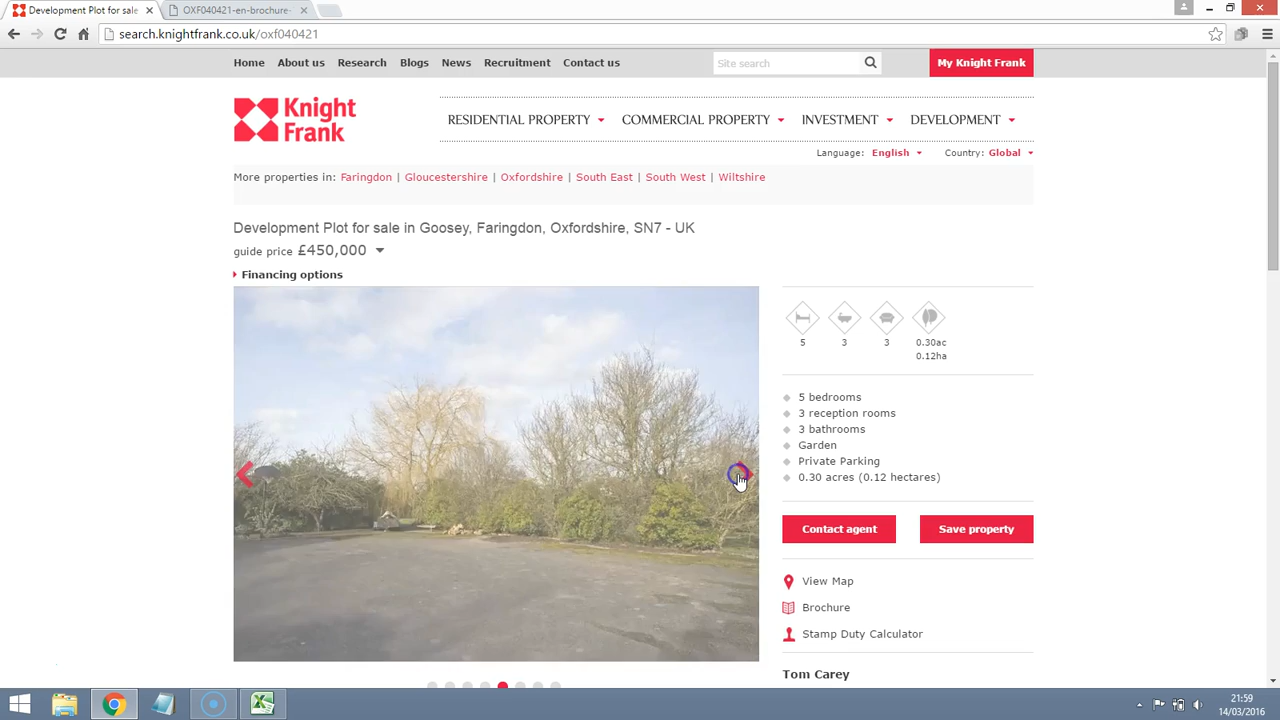 Development Plot for sale
OXF040421-en-brochure-
search.knightfrank.co.uk/oxf040421
Home About us Research Blogs News Recruitment Contact us Site search My Knight Frank
Knight
Frank
RESIDENTIAL PROPERTY COMMERCIAL PROPERTY INVESTMENT DEVELOPMENT
Language: English Country: Global
More properties in: Faringdon | Gloucestershire | Oxfordshire | South East | South West | Wiltshire
Development Plot for sale in Goosey, Faringdon, Oxfordshire, SN7 - UK
guide price £450,000
Financing options
5 3 3 0.30ac
0.12ha
5 bedrooms
3 reception rooms
3 bathrooms
Garden
Private Parking
0.30 acres (0.12 hectares)
Contact agent Save property
View Map
Brochure
Stamp Duty Calculator
Tom Carey
21:59
14/03/2016